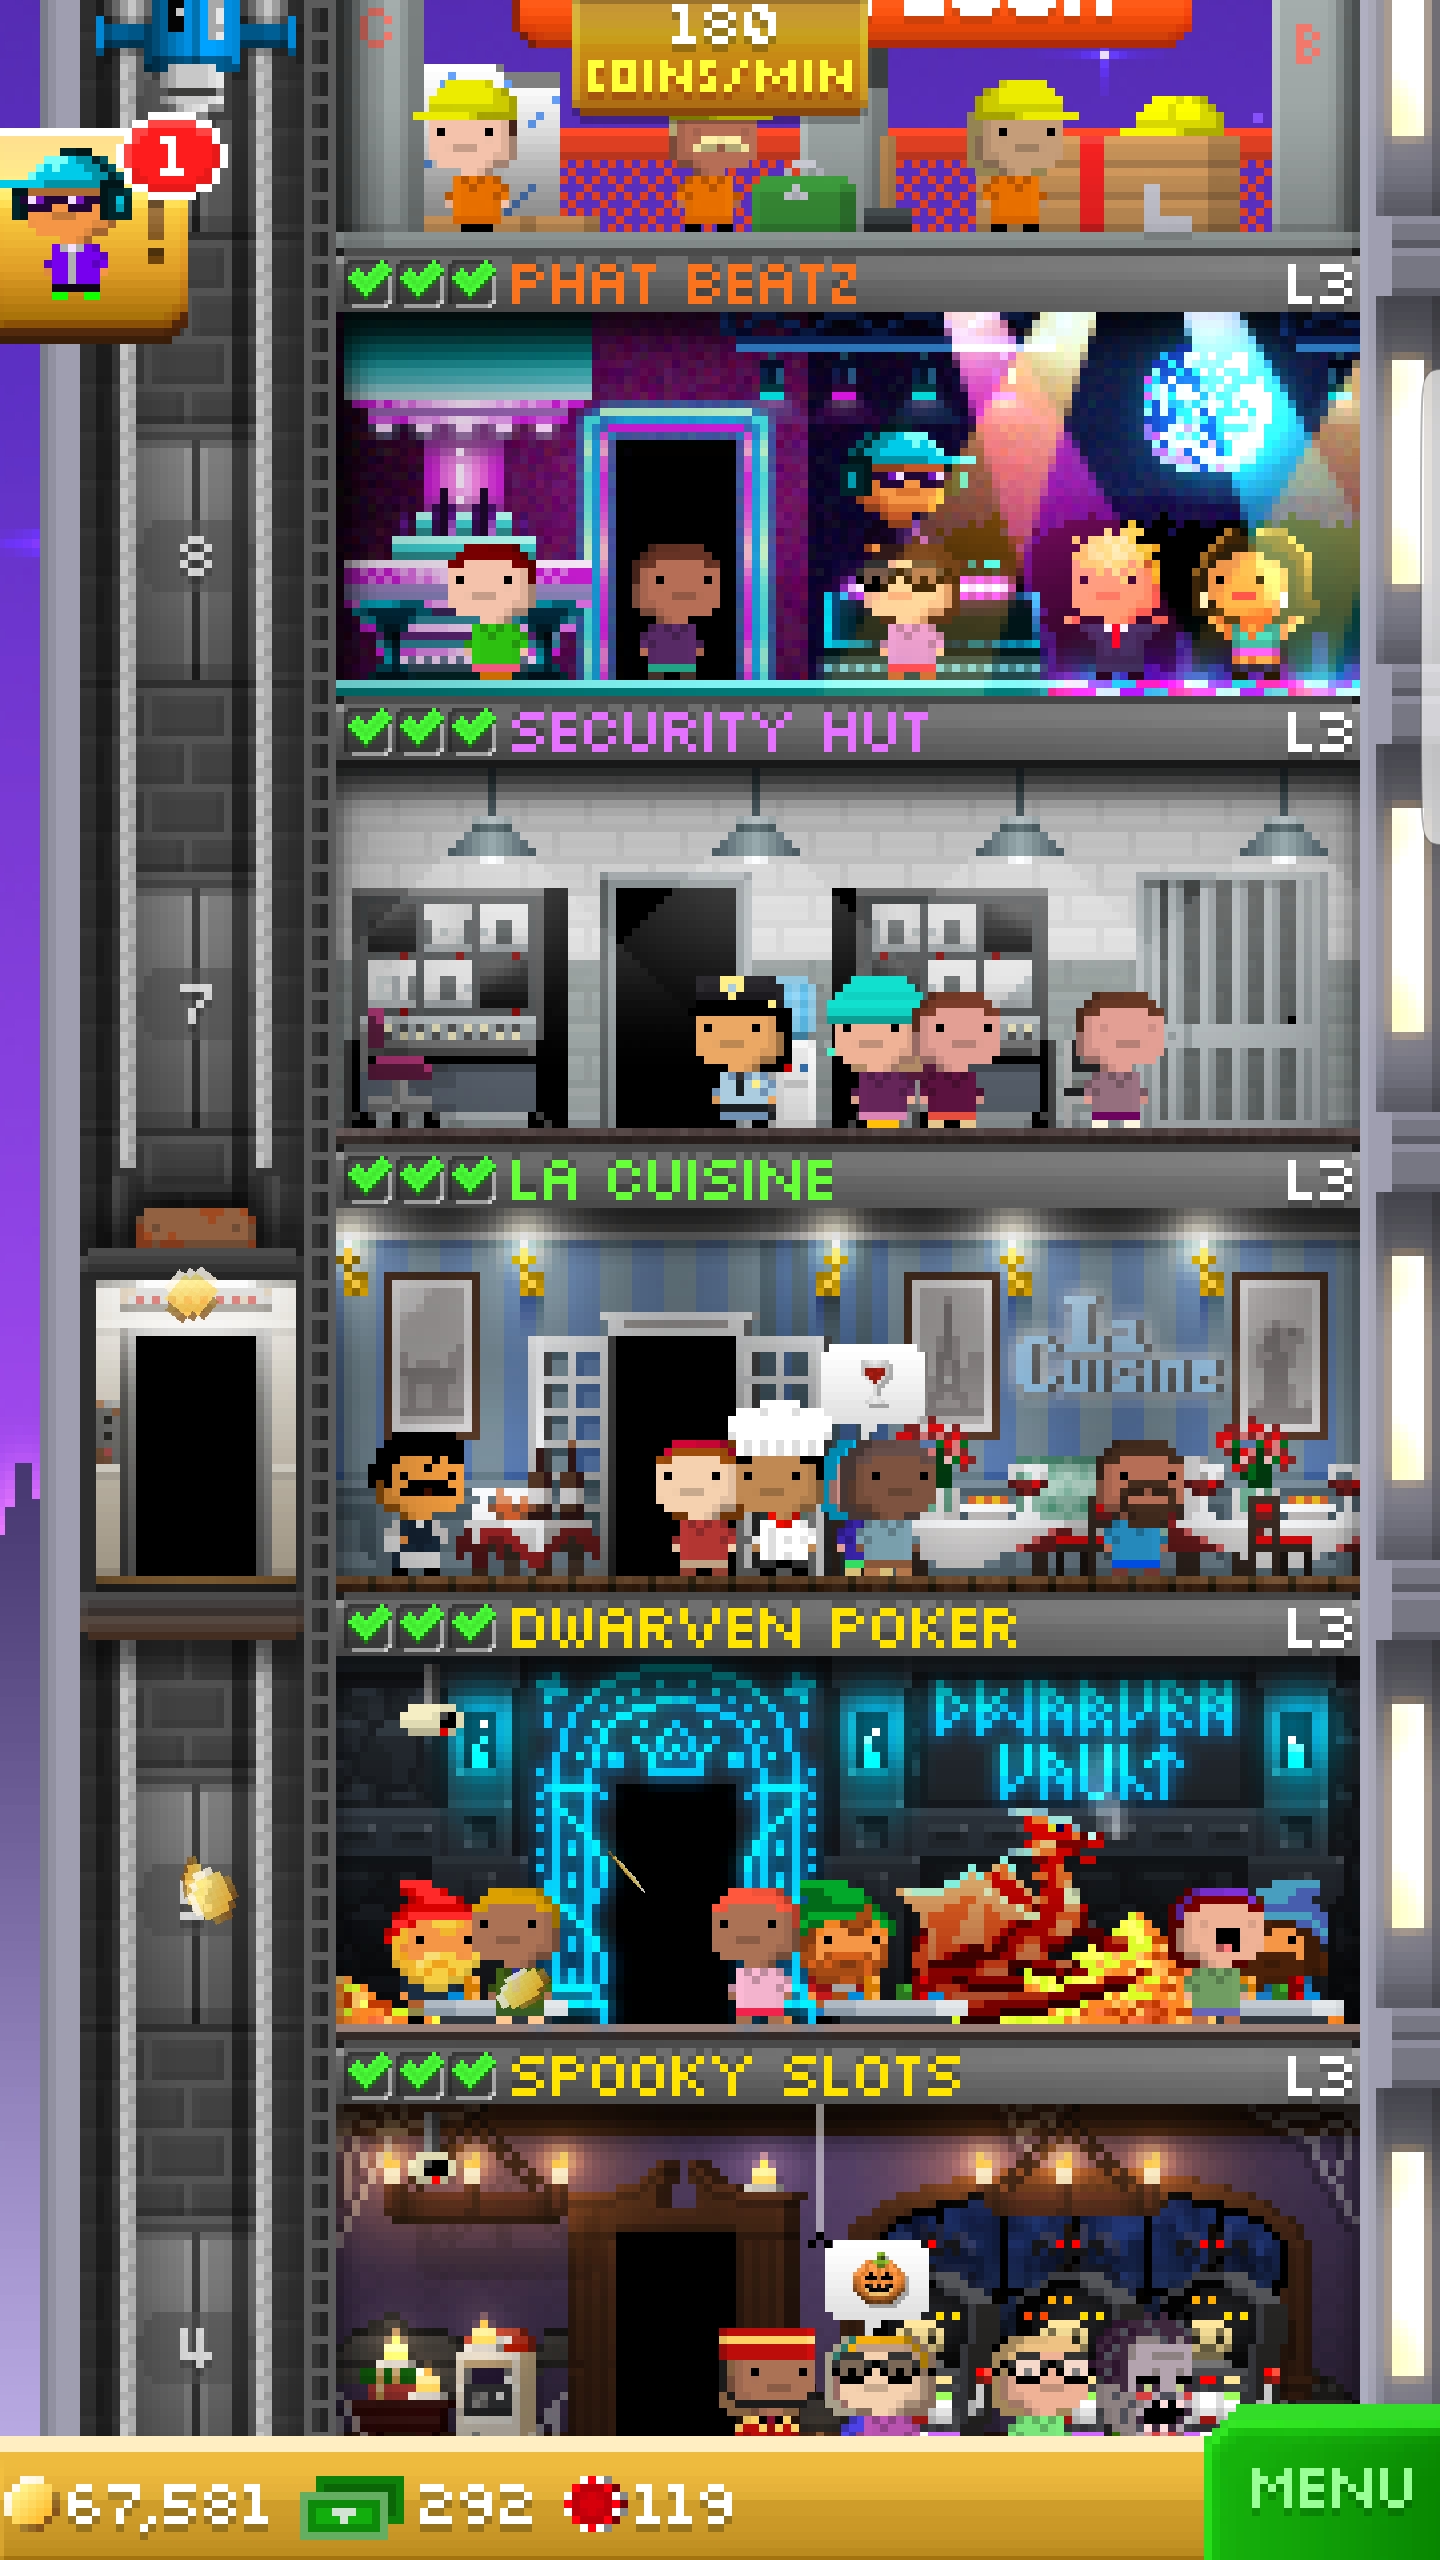 C
B
180
COINS/MIN
1
!
PHAT BEATZ
L3
8
SECURITY HUT
L3
7
LA CUISINE
L3
La
Cuisine
DWARVEN POKER
L3
DWARVEN
VAULT
SPOOKY SLOTS
L3
4
67,581
292
119
MENU